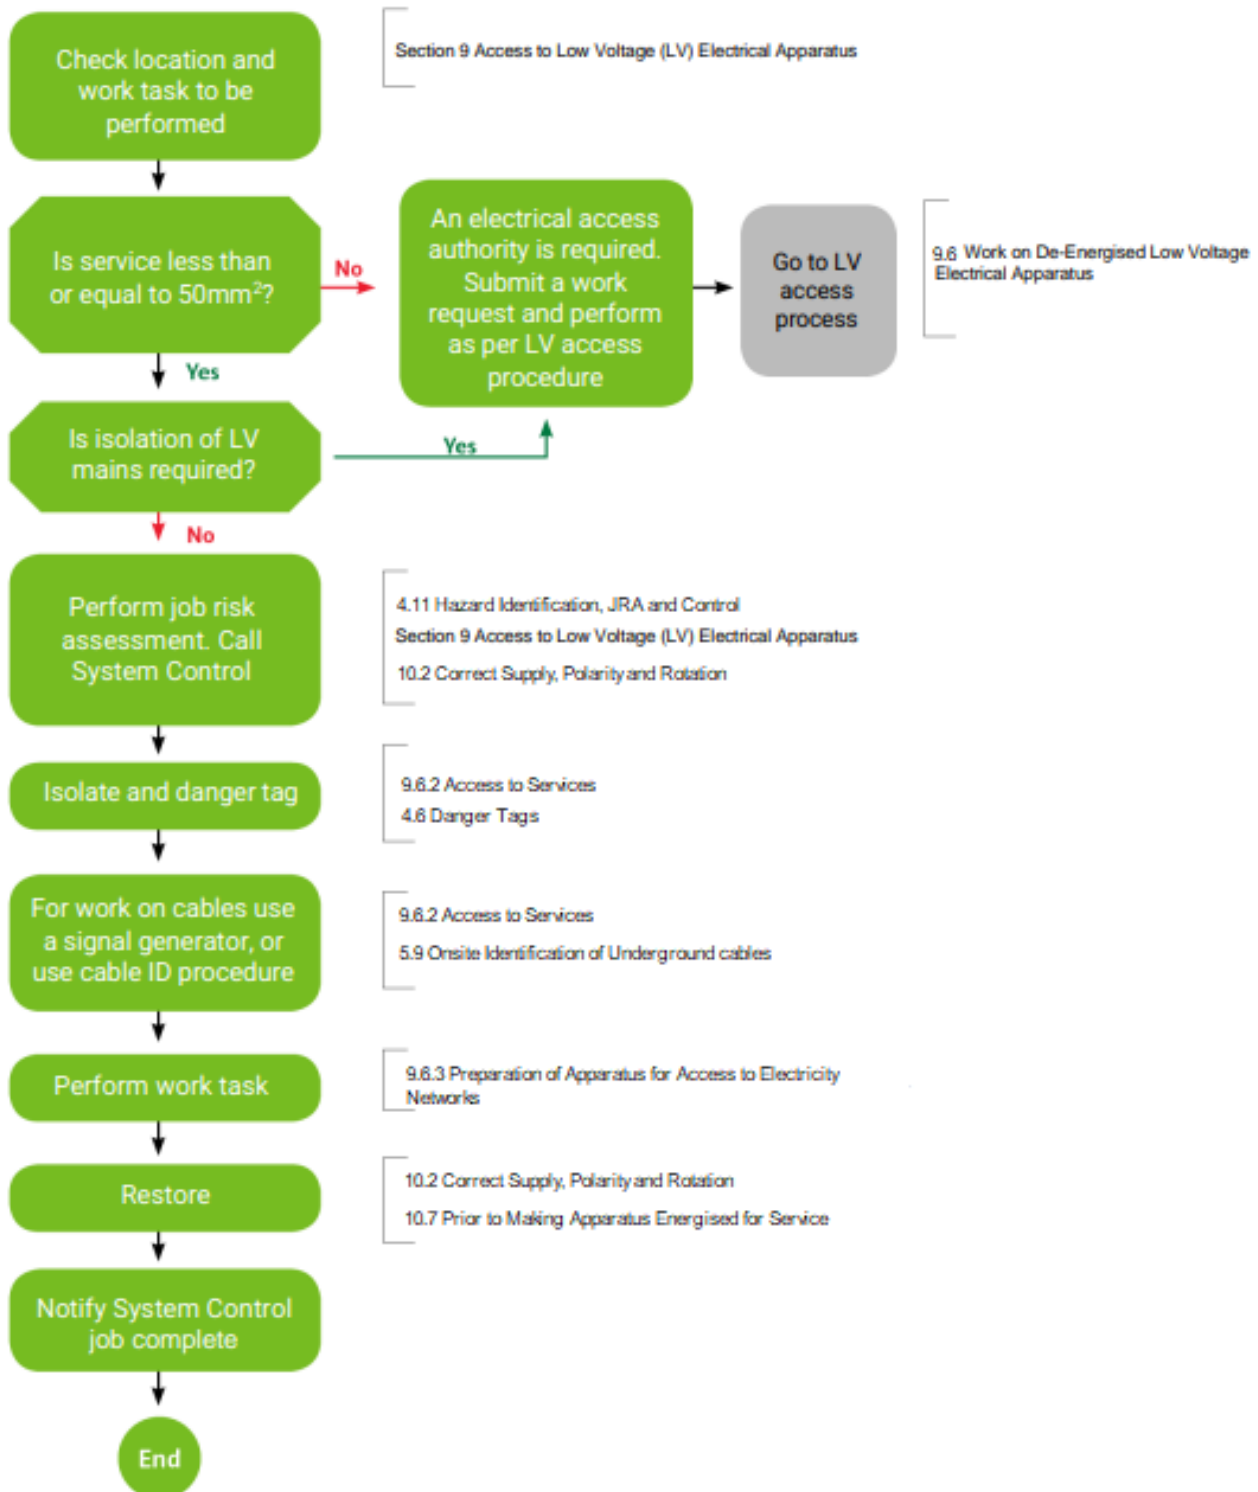 Check location and
work task to be
performed
Section 9 Access to Low Voltage (LV) Electrical Apparatus
Is service less than
or equal to 50mm²?
No
An electrical access
authority is required.
Submit a work
request and perform
as per LV access
procedure
Go to LV
access
process
9.6 Work on De-Energised Low Voltage
Electrical Apparatus
Yes
Is isolation of LV
mains required?
Yes
No
Perform job risk
assessment. Call
System Control
4.11 Hazard Identification, JRA and Control
Section 9 Access to Low Voltage (LV) Electrical Apparatus
10.2 Correct Supply, Polarity and Rotation
Isolate and danger tag
9.6.2 Access to Services
4.6 Danger Tags
For work on cables use
a signal generator, or
use cable ID procedure
9.6.2 Access to Services
5.9 Onsite Identification of Underground cables
Perform work task
9.6.3 Preparation of Apparatus for Access to Electricity
Networks
Restore
10.2 Correct Supply, Polarity and Rotation
10.7 Prior to Making Apparatus Energised for Service
Notify System Control
job complete
End